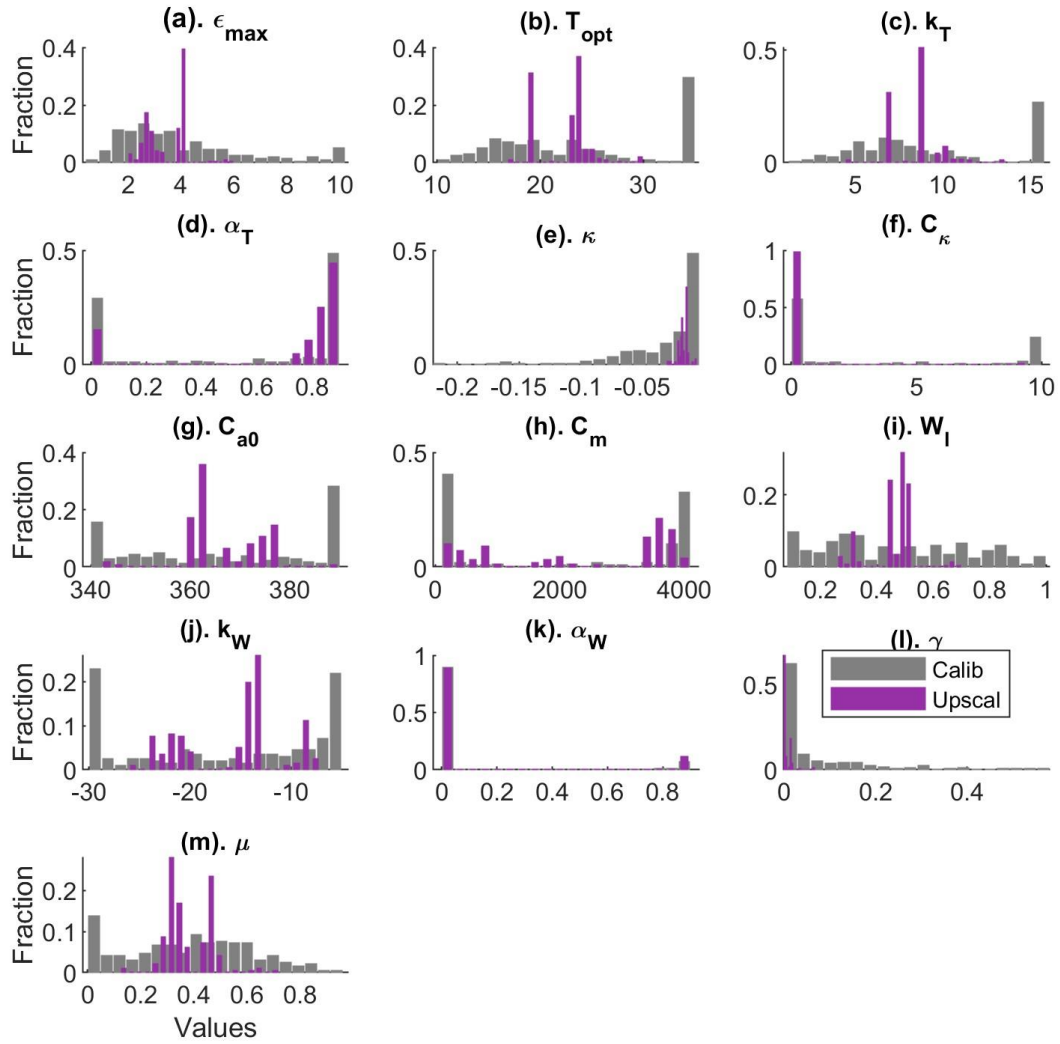 (a). ϵmax
(b). Topt
(c). kT
Fraction
0.4
0.2
0
2 4 6 8 10
0.4
0.2
0
10 20 30
0.5
0
5 10 15
(d). αT
(e). κ
(f). Cκ
Fraction
0.5
0
0 0.2 0.4 0.6 0.8
0.5
0
-0.2 -0.15 -0.1 -0.05
1
0.5
0
0 5 10
(g). Ca0
(h). Cm
(i). WI
Fraction
0.4
0.2
0
340 360 380
0.5
0
0 2000 4000
0.2
0
0.2 0.4 0.6 0.8 1
(j). kW
(k). αW
(l). γ
Fraction
0.2
0.1
0
-30 -20 -10
1
0.5
0
0 0.2 0.4 0.6 0.8
0.5
0
0 0.2 0.4
Calib
Upscal
(m). μ
Fraction
0.2
0.1
0
0 0.2 0.4 0.6 0.8
Values